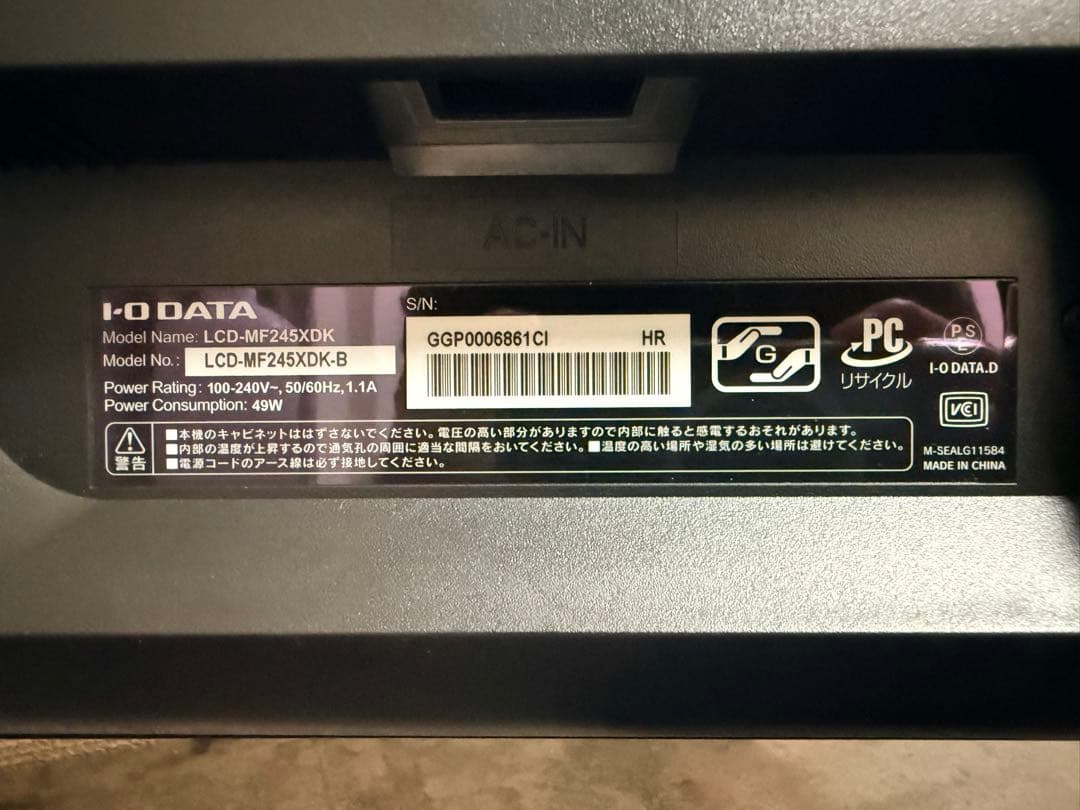 AC-IN
I-O DATA
Model Name: LCD-MF245XDK
Model No.: LCD-MF245XDK-B
Power Rating: 100-240V~, 50/60Hz, 1.1A
Power Consumption: 49W
S/N:
GGP0006861CI HR
G
PC
リサイクル
PS
E
I-O DATA.D
VCI
M-SEALG11584
MADE IN CHINA
警告
■本機のキャビネットははずさないでください。電圧の高い部分がありますので内部に触ると感電するおそれがあります。
■内部の温度が上昇するので通気孔の周囲に適当な間隔をおいてください。■温度の高い場所や湿気の多い場所は避けてください。
■電源コードのアース線は必ず接地してください。